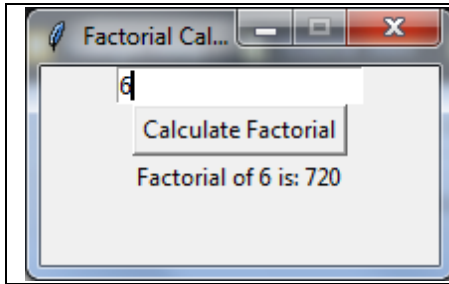 Factorial Cal...
6
Calculate Factorial
Factorial of 6 is: 720